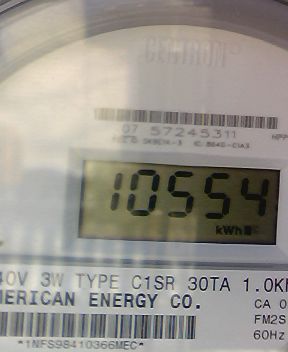 CENTRON®
07 57245311
10554
kWh
40V 3W TYPE C1SR 30TA 1.0K
MERICAN ENERGY CO. CA 0
FM2S
60Hz
*1NFS98410366MEC*